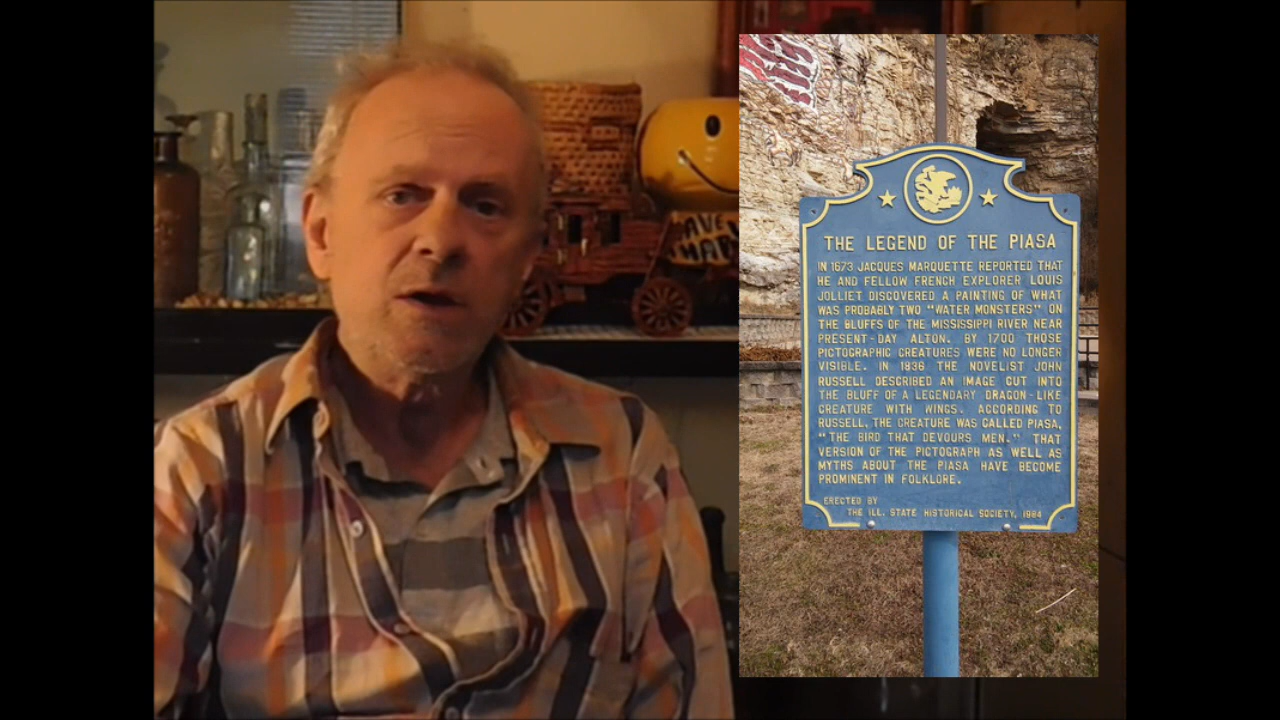 HAVE
THE LEGEND OF THE PIASA
IN 1673 JACQUES MARQUETTE REPORTED THAT
HE AND FELLOW FRENCH EXPLORER LOUIS
JOLLIET DISCOVERED A PAINTING OF WHAT
WAS PROBABLY TWO "WATER MONSTERS" ON
THE BLUFFS OF THE MISSISSIPPI RIVER NEAR
PRESENT-DAY ALTON. BY 1700 THOSE
PICTOGRAPHIC CREATURES WERE NO LONGER
VISIBLE. IN 1836 THE NOVELIST JOHN
RUSSELL DESCRIBED AN IMAGE CUT INTO
THE BLUFF OF A LEGENDARY DRAGON-LIKE
CREATURE WITH WINGS. ACCORDING TO
RUSSELL, THE CREATURE WAS CALLED PIASA,
"THE BIRD THAT DEVOURS MEN." THAT
VERSION OF THE PICTOGRAPH AS WELL AS
MYTHS ABOUT THE PIASA HAVE BECOME
PROMINENT IN FOLKLORE.
ERECTED BY
THE ILL. STATE HISTORICAL SOCIETY, 1984